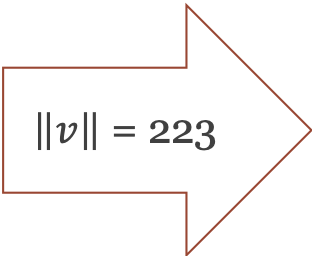 ‖v‖ = 223